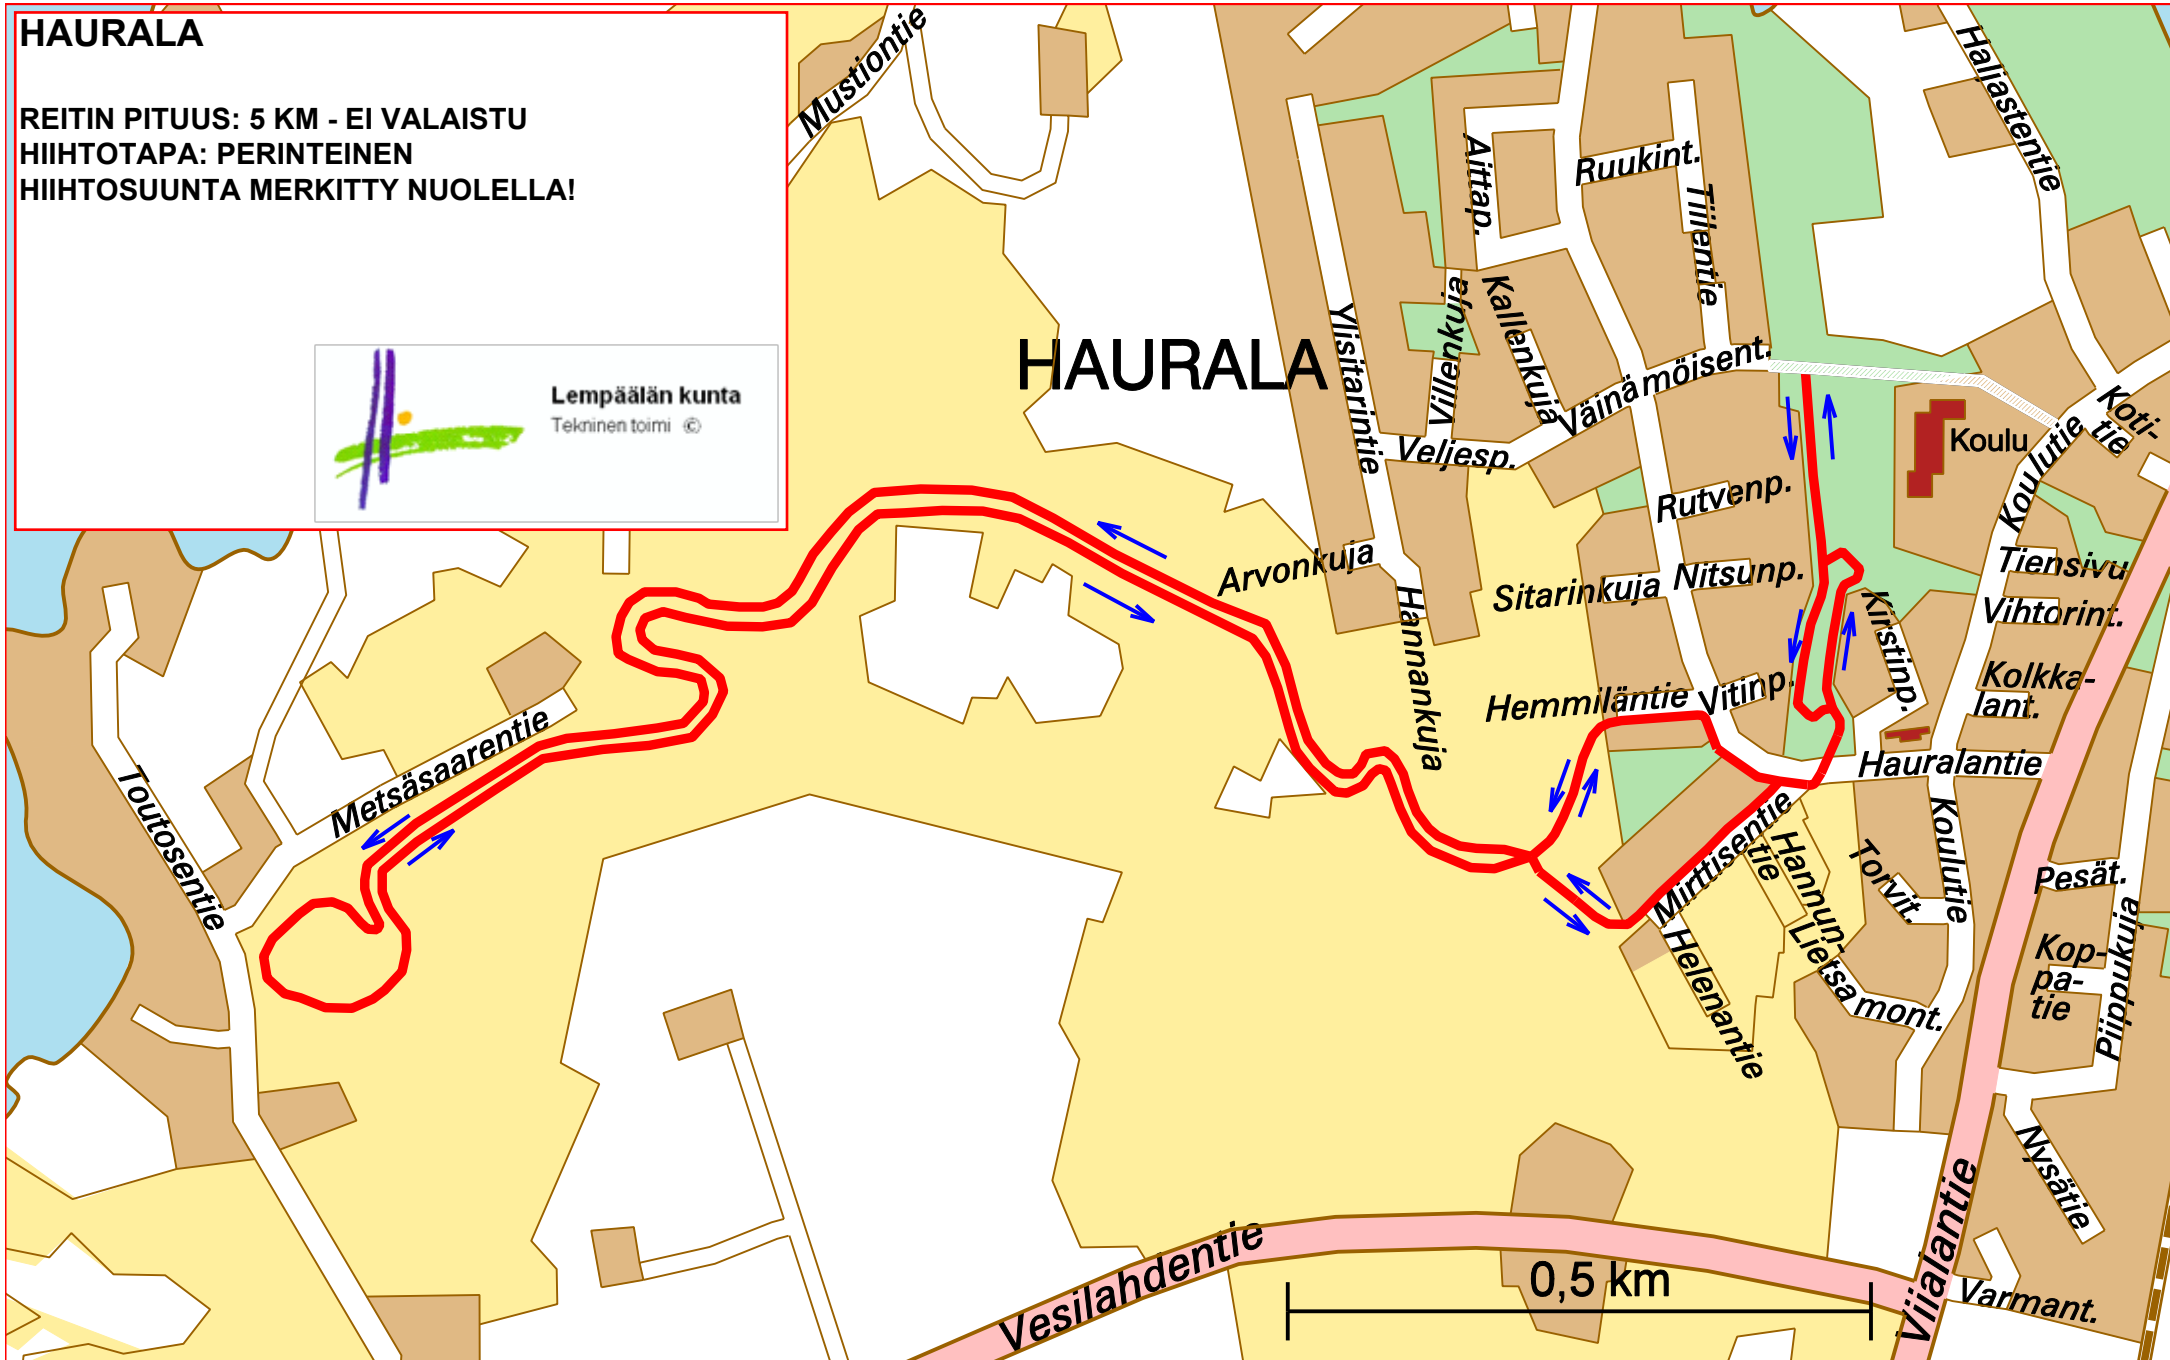 HAURALA
REITIN PITUUS: 5 KM - EI VALAISTU
HIIHTOTAPA: PERINTEINEN
HIIHTOSUUNTA MERKITTY NUOLELLA!
Lempäälän kunta
Tekninen toimi ©
Mustiontie
HAURALA
Aittap.
Ruukint.
Tiilentie
Haljastentie
Ylisitarintie
Villenkuja
Kallenkuja
Väinämöisent.
Veljesp.
Rutvenp.
Koulu
Koulutie
Koti-
tie
Arvonkuja
Hannankuja
Sitarinkuja
Nitsunp.
Kirstinp.
Tiensivu
Vihtorint.
Kolkka-
lant.
Hemmiläntie
Vitinp.
Hauralantie
Metsäsaarentie
Toutosentie
Mirttisentie
Hannun-
tie
Torvit.
Koulutie
Pesät.
Piippukuja
Kop-
pa-
tie
Helenantie
Lietsamont.
Nysätie
Vesilahdentie
0,5 km
Viialantie
Varmant.